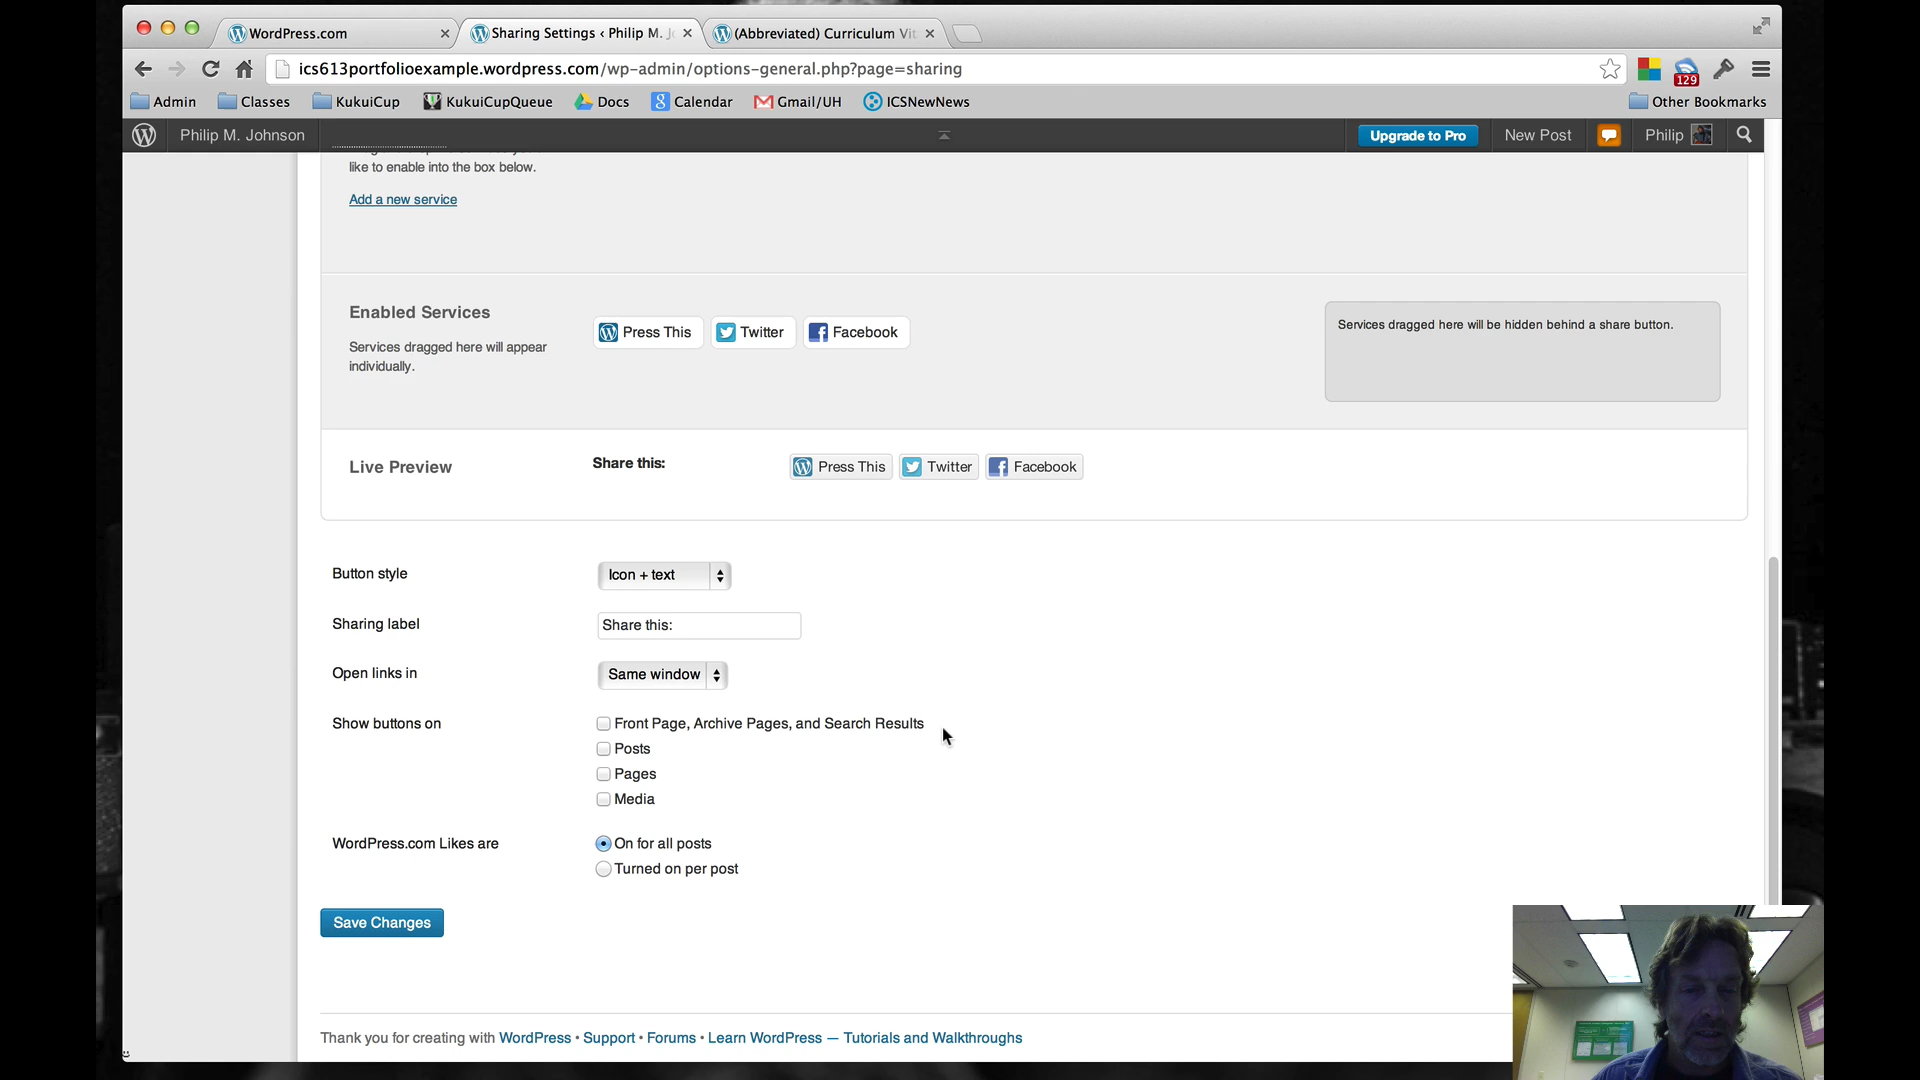 WordPress.com
Sharing Settings ‹ Philip M. J
(Abbreviated) Curriculum Vit
ics613portfolioexample.wordpress.com/wp-admin/options-general.php?page=sharing
129
Admin
Classes
KukuiCup
KukuiCupQueue
Docs
8 Calendar
Gmail/UH
ICSNewNews
Other Bookmarks
Philip M. Johnson
Upgrade to Pro
New Post
Philip
like to enable into the box below.
Add a new service
Enabled Services
Services dragged here will appear
individually.
Press This
Twitter
Facebook
Services dragged here will be hidden behind a share button.
Live Preview
Share this:
Press This
Twitter
Facebook
Button style
Icon + text
Sharing label
Share this:
Open links in
Same window
Show buttons on
Front Page, Archive Pages, and Search Results
Posts
Pages
Media
WordPress.com Likes are
On for all posts
Turned on per post
Save Changes
Thank you for creating with WordPress • Support • Forums • Learn WordPress — Tutorials and Walkthroughs